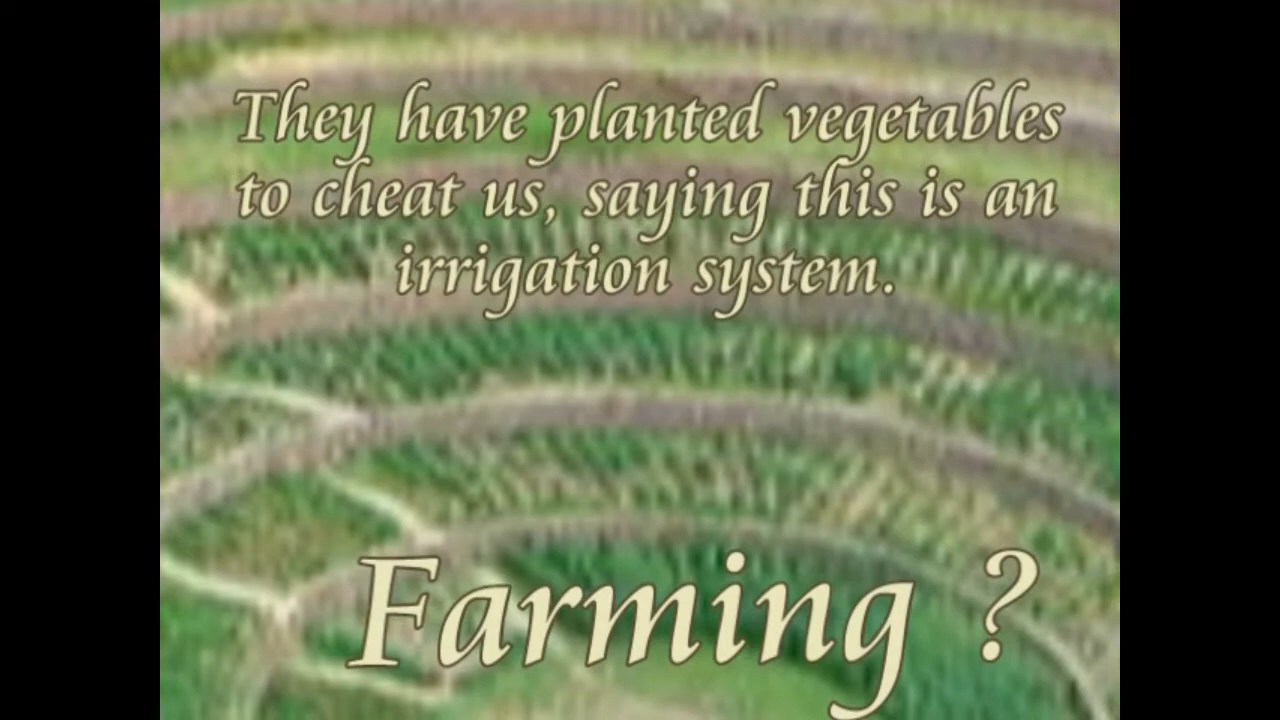 They have planted vegetables
to cheat us, saying this is an
irrigation system.
Farming ?